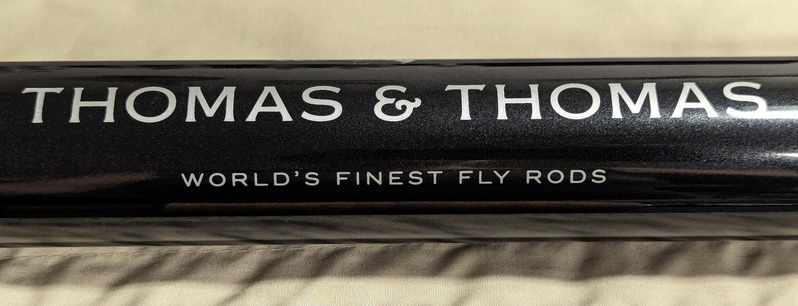 THOMAS & THOMAS
WORLD'S FINEST FLY RODS